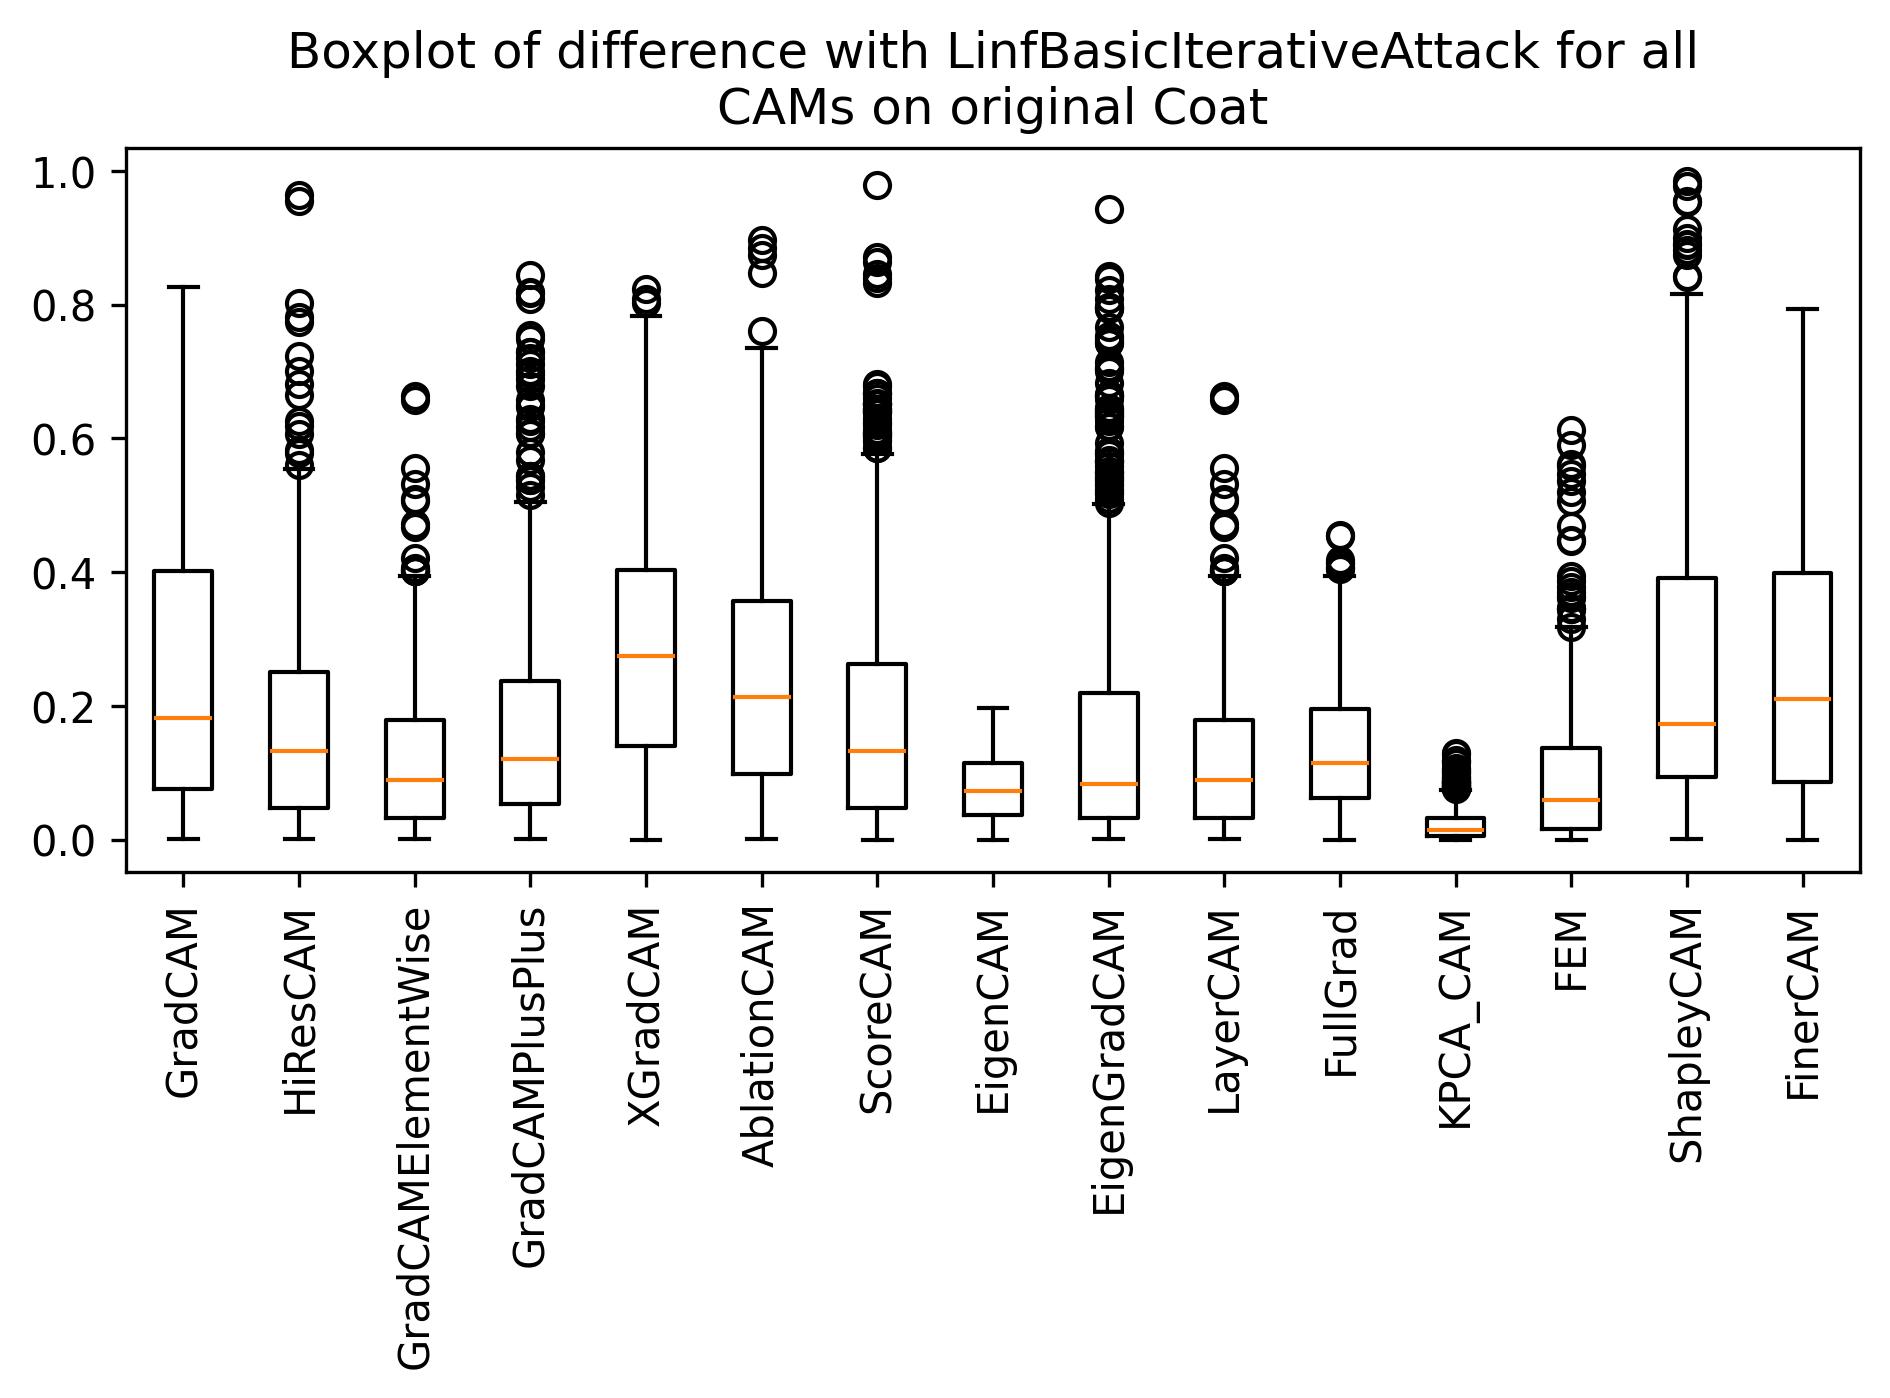 Boxplot of difference with LinfBasicIterativeAttack for all
CAMs on original Coat
1.0
0.8
0.6
0.4
0.2
0.0
GradCAM
HiResCAM
GradCAMElementWise
GradCAMPlusPlus
XGradCAM
AblationCAM
ScoreCAM
EigenCAM
EigenGradCAM
LayerCAM
FullGrad
KPCA_CAM
FEM
ShapleyCAM
FinerCAM